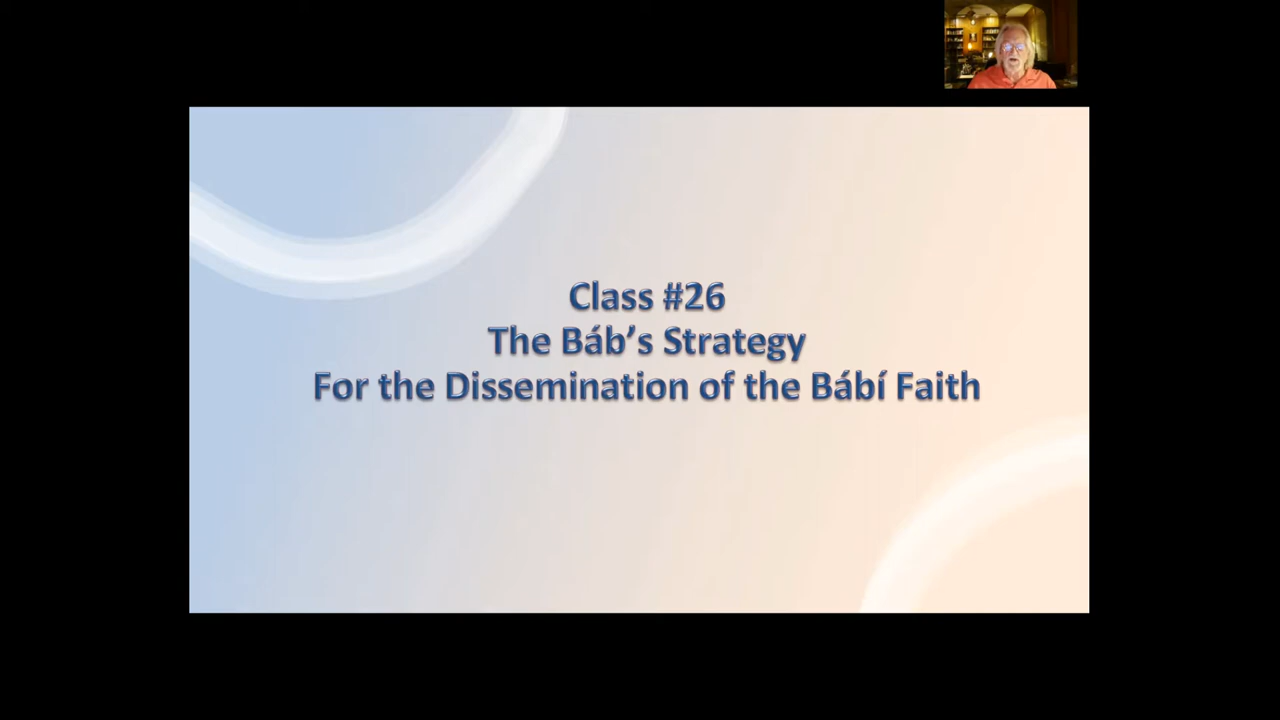 Class #26
The Báb’s Strategy
For the Dissemination of the Bábí Faith